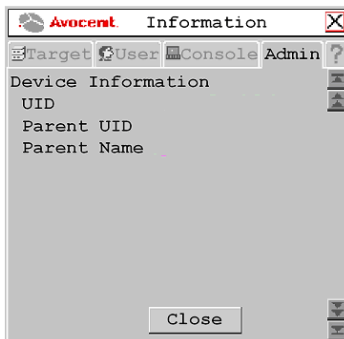 Avocent. Information X
Target User Console Admin ?
Device Information
UID
Parent UID
Parent Name
Close